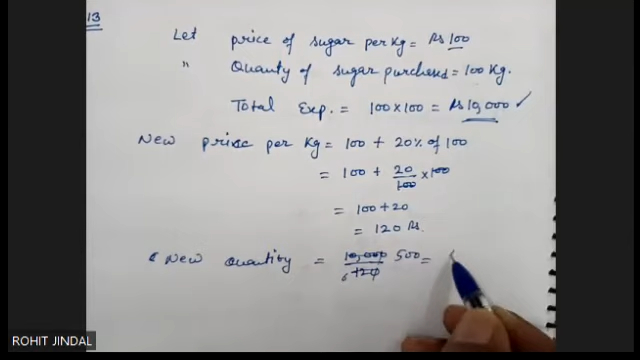 13
Let price of sugar per Kg = Rs 100
" Quantity of sugar purchased = 100 Kg.
Total Exp. = 100 x 100 = Rs 10,000 ✓
New price per Kg = 100 + 20% of 100
= 100 + 20/100 x 100
= 100 + 20
= 120 Rs.
New quantity = 10,000/120 500 =
6
ROHIT JINDAL